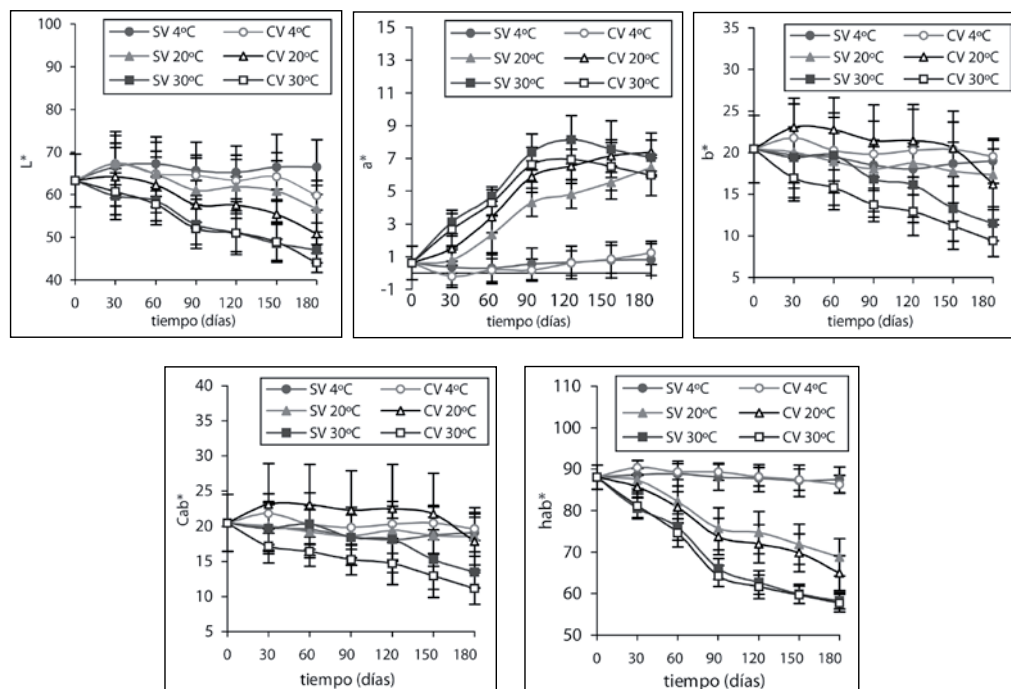 L*
100
90
80
70
60
50
40
SV 4ºC CV 4ºC
SV 20ºC CV 20ºC
SV 30ºC CV 30ºC
0 30 60 90 120 150 180
tiempo (días)
a*
15
13
11
9
7
5
3
1
-1
SV 4ºC CV 4ºC
SV 20ºC CV 20ºC
SV 30ºC CV 30ºC
0 30 60 90 120 150 180
tiempo (días)
b*
35
30
25
20
15
10
5
SV 4ºC CV 4ºC
SV 20ºC CV 20ºC
SV 30ºC CV 30ºC
0 30 60 90 120 150 180
tiempo (días)
Cab*
40
35
30
25
20
15
10
5
SV 4ºC CV 4ºC
SV 20ºC CV 20ºC
SV 30ºC CV 30ºC
0 30 60 90 120 150 180
tiempo (días)
hab*
110
100
90
80
70
60
50
SV 4ºC CV 4ºC
SV 20ºC CV 20ºC
SV 30ºC CV 30ºC
0 30 60 90 120 150 180
tiempo (días)